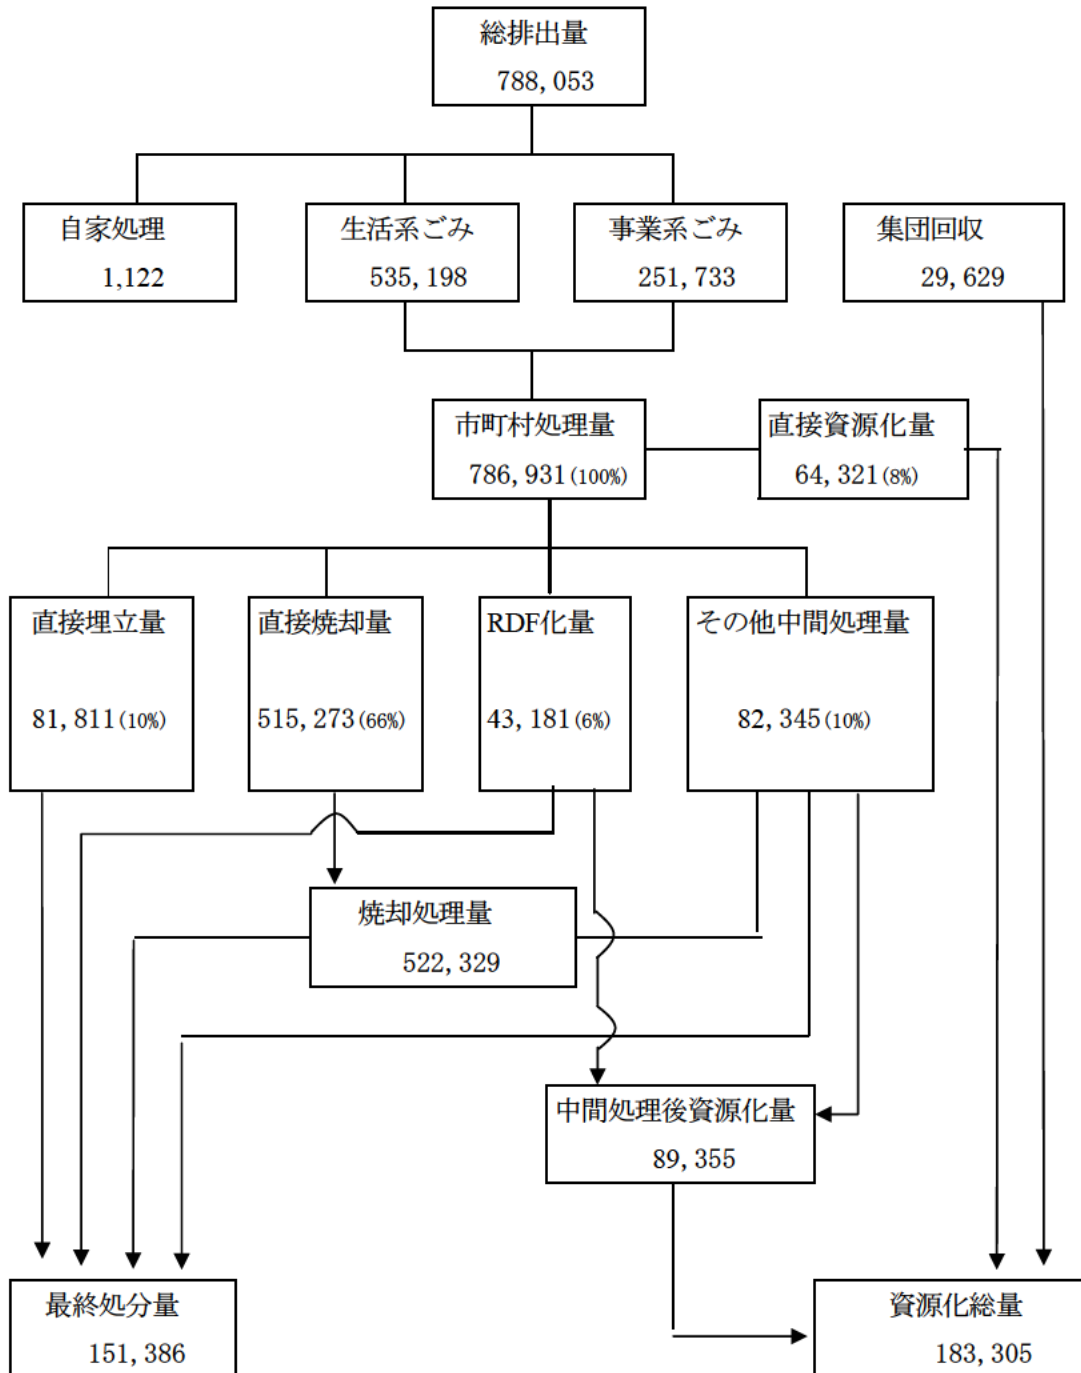 総排出量
788,053
自家処理
1,122
生活系ごみ
535,198
事業系ごみ
251,733
集団回収
29,629
市町村処理量
786,931(100%)
直接資源化量
64,321(8%)
直接埋立量
81,811(10%)
直接焼却量
515,273(66%)
RDF化量
43,181(6%)
その他中間処理量
82,345(10%)
焼却処理量
522,329
中間処理後資源化量
89,355
最終処分量
151,386
資源化総量
183,305